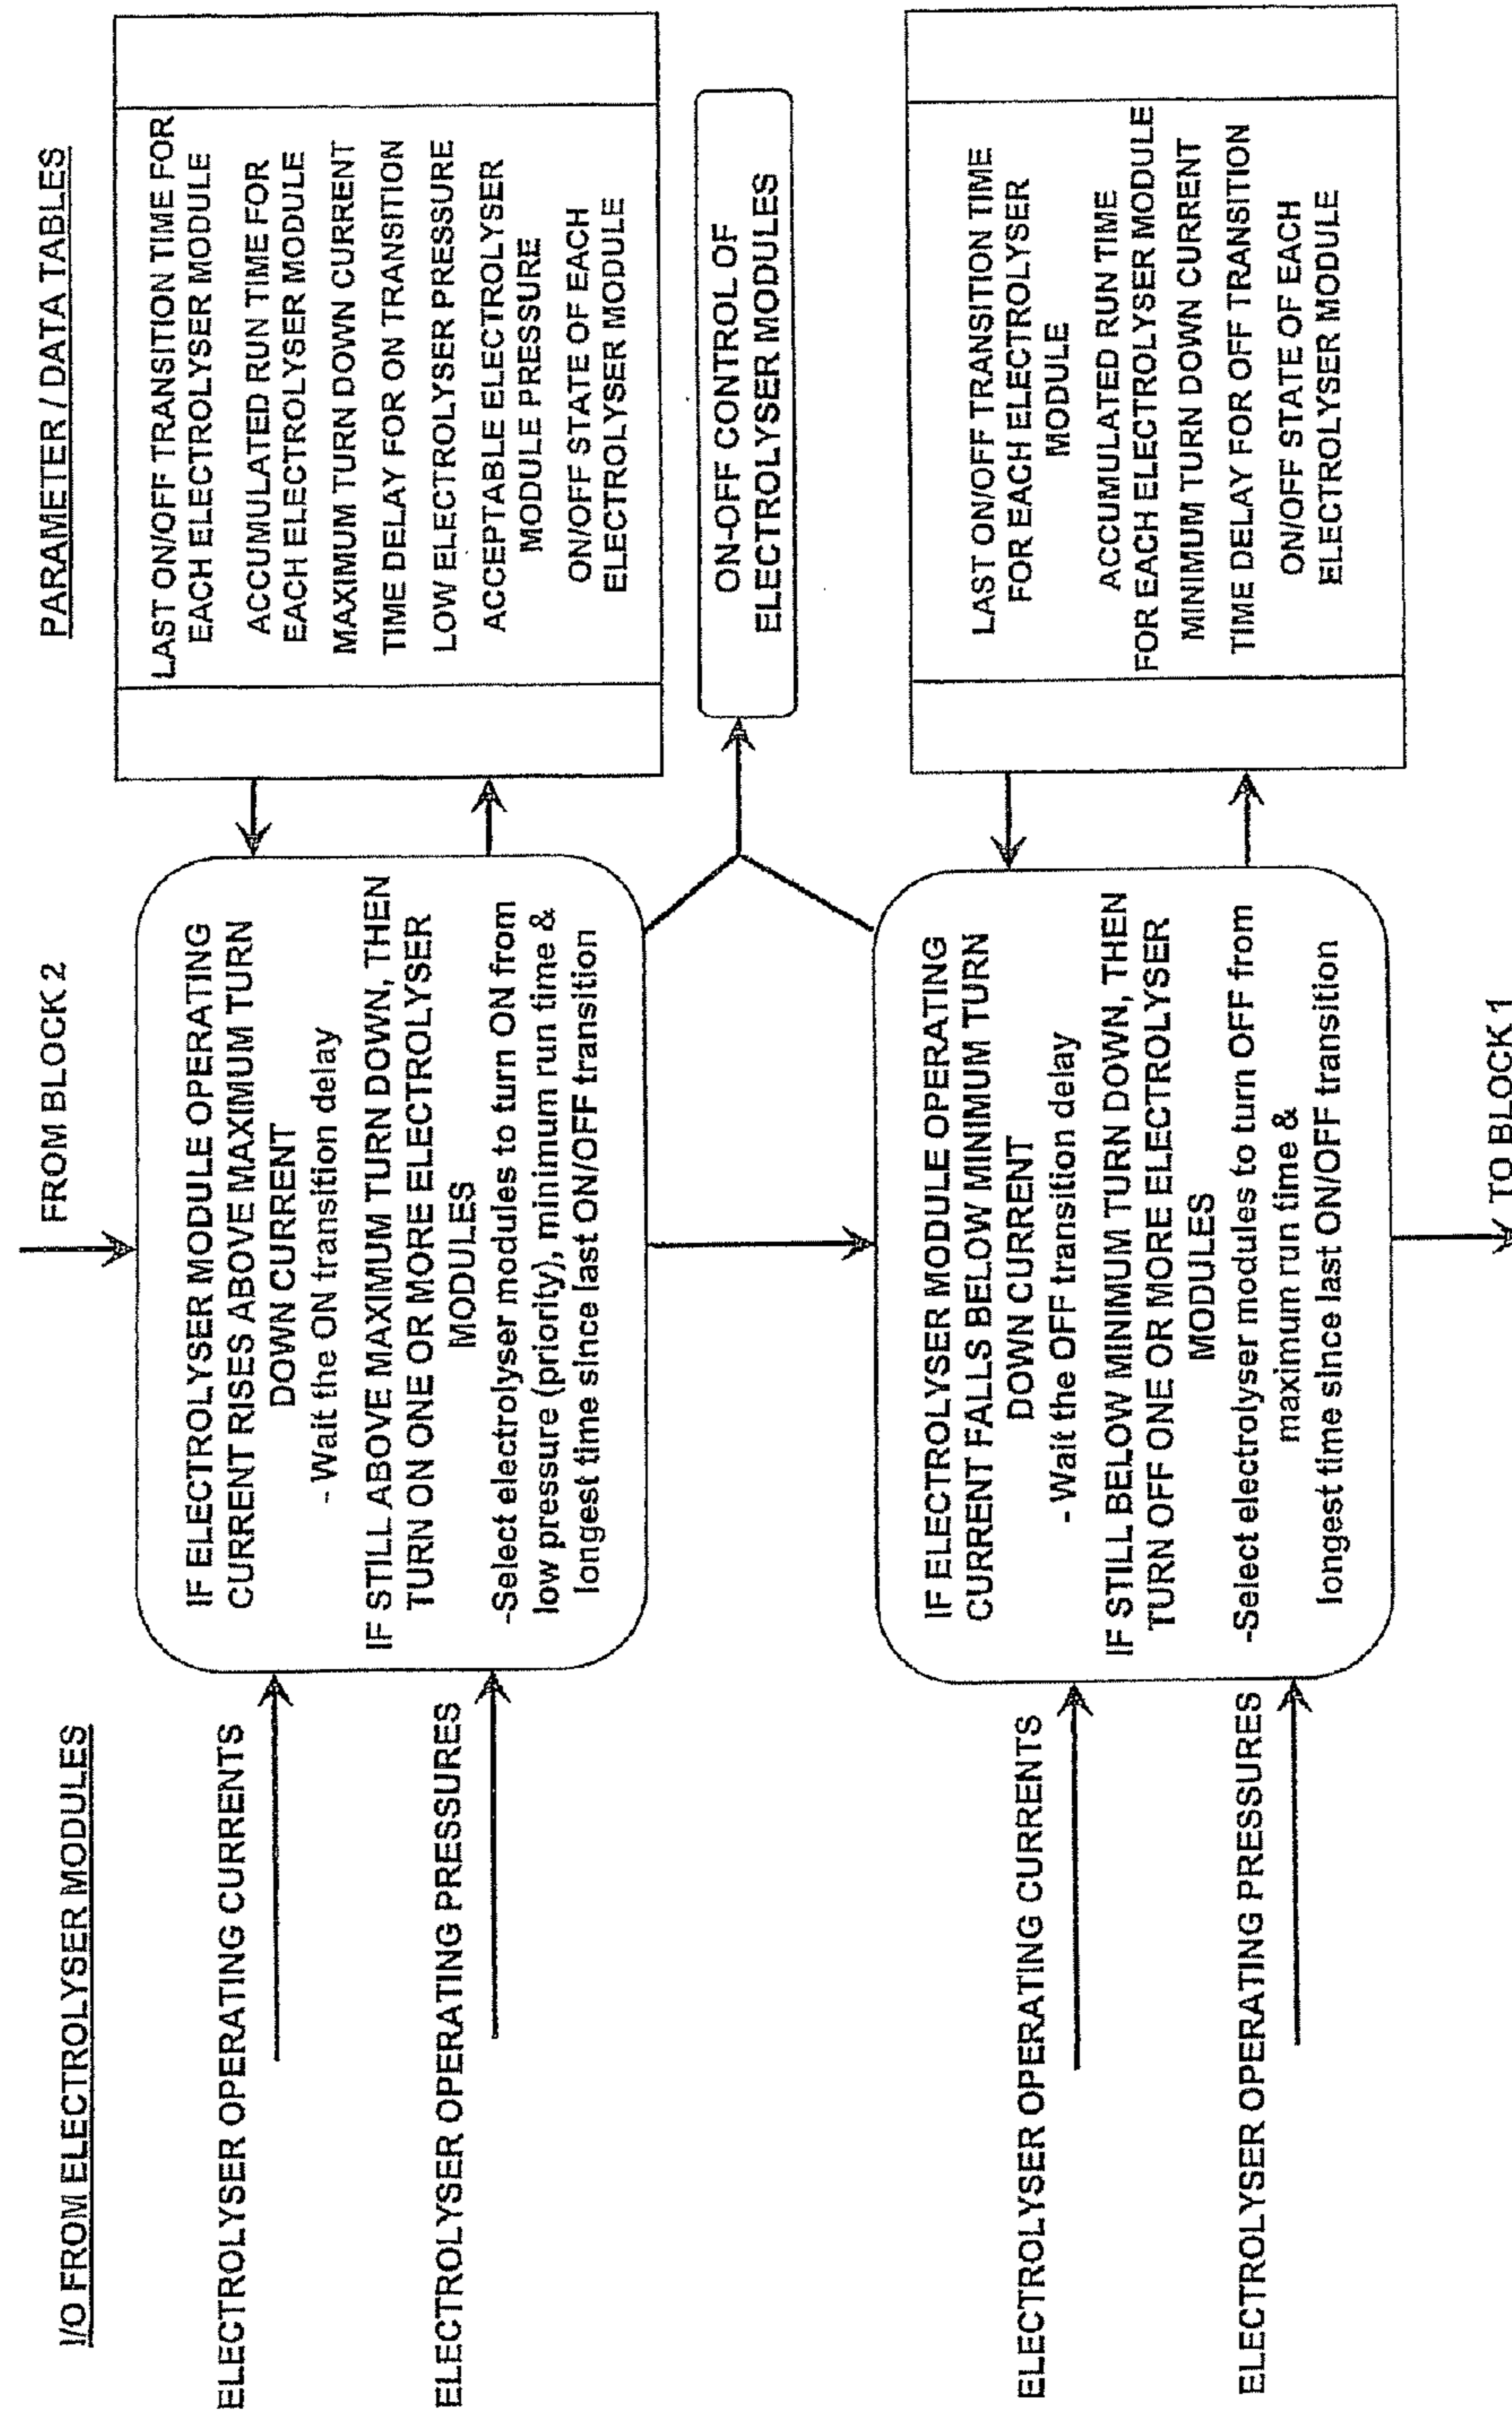 I/O FROM ELECTROLYSER MODULES
FROM BLOCK 2
PARAMETER / DATA TABLES
ELECTROLYSER OPERATING CURRENTS
ELECTROLYSER OPERATING PRESSURES
IF ELECTROLYSER MODULE OPERATING
CURRENT RISES ABOVE MAXIMUM TURN
DOWN CURRENT
- Wait the ON transition delay
IF STILL ABOVE MAXIMUM TURN DOWN, THEN
TURN ON ONE OR MORE ELECTROLYSER
MODULES
-Select electrolyser modules to turn ON from
low pressure (priority), minimum run time &
longest time since last ON/OFF transition
LAST ON/OFF TRANSITION TIME FOR
EACH ELECTROLYSER MODULE
ACCUMULATED RUN TIME FOR
EACH ELECTROLYSER MODULE
MAXIMUM TURN DOWN CURRENT
TIME DELAY FOR ON TRANSITION
LOW ELECTROLYSER PRESSURE
ACCEPTABLE ELECTROLYSER
MODULE PRESSURE
ON/OFF STATE OF EACH
ELECTROLYSER MODULE
ON-OFF CONTROL OF
ELECTROLYSER MODULES
ELECTROLYSER OPERATING CURRENTS
ELECTROLYSER OPERATING PRESSURES
IF ELECTROLYSER MODULE OPERATING
CURRENT FALLS BELOW MINIMUM TURN
DOWN CURRENT
- Wait the OFF transition delay
IF STILL BELOW MINIMUM TURN DOWN, THEN
TURN OFF ONE OR MORE ELECTROLYSER
MODULES
-Select electrolyser modules to turn OFF from
maximum run time &
longest time since last ON/OFF transition
LAST ON/OFF TRANSITION TIME
FOR EACH ELECTROLYSER
MODULE
ACCUMULATED RUN TIME
FOR EACH ELECTROLYSER MODULE
MINIMUM TURN DOWN CURRENT
TIME DELAY FOR OFF TRANSITION
ON/OFF STATE OF EACH
ELECTROLYSER MODULE
TO BLOCK 1